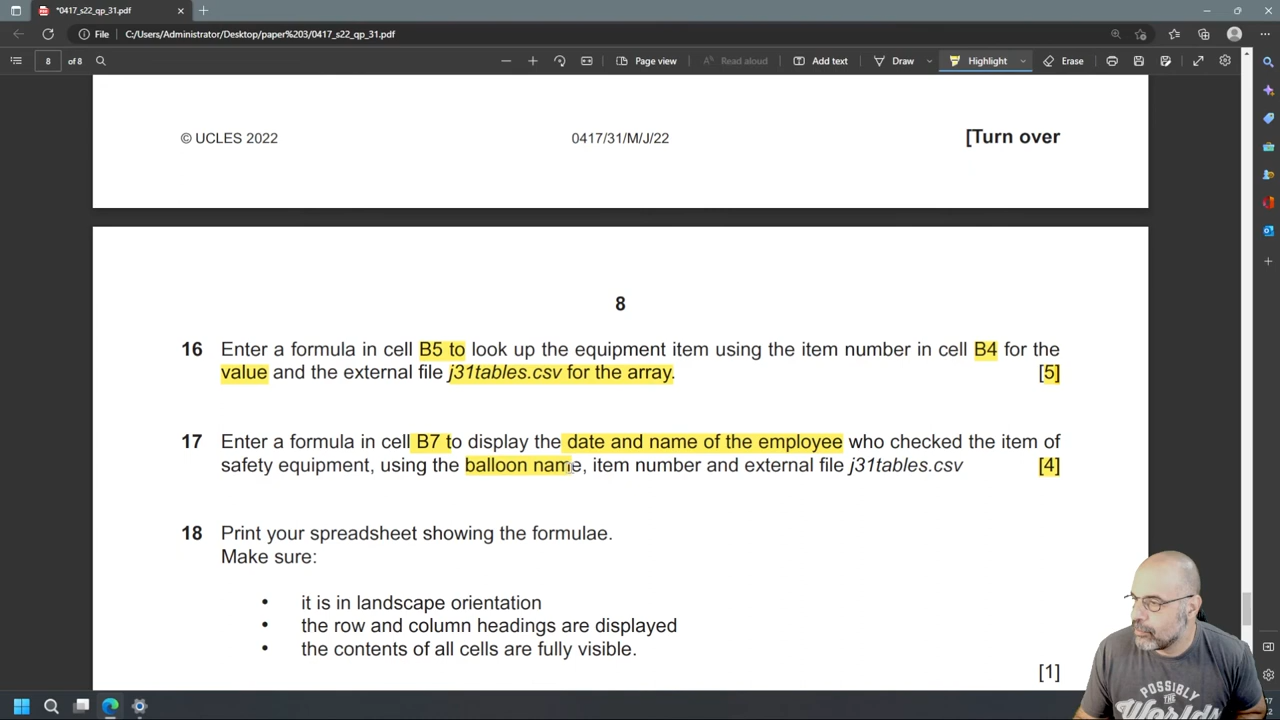 *0417_s22_qp_31.pdf
File C:/Users/Administrator/Desktop/paper%203/0417_s22_qp_31.pdf
8 of 8 Page view Read aloud Add text Draw Highlight Erase
© UCLES 2022 0417/31/M/J/22 [Turn over
8
16 Enter a formula in cell B5 to look up the equipment item using the item number in cell B4 for the
value and the external file j31tables.csv for the array. [5]
17 Enter a formula in cell B7 to display the date and name of the employee who checked the item of
safety equipment, using the balloon name, item number and external file j31tables.csv [4]
18 Print your spreadsheet showing the formulae.
Make sure:
• it is in landscape orientation
• the row and column headings are displayed
• the contents of all cells are fully visible.
[1]
POSSIBLY
THE Worlds